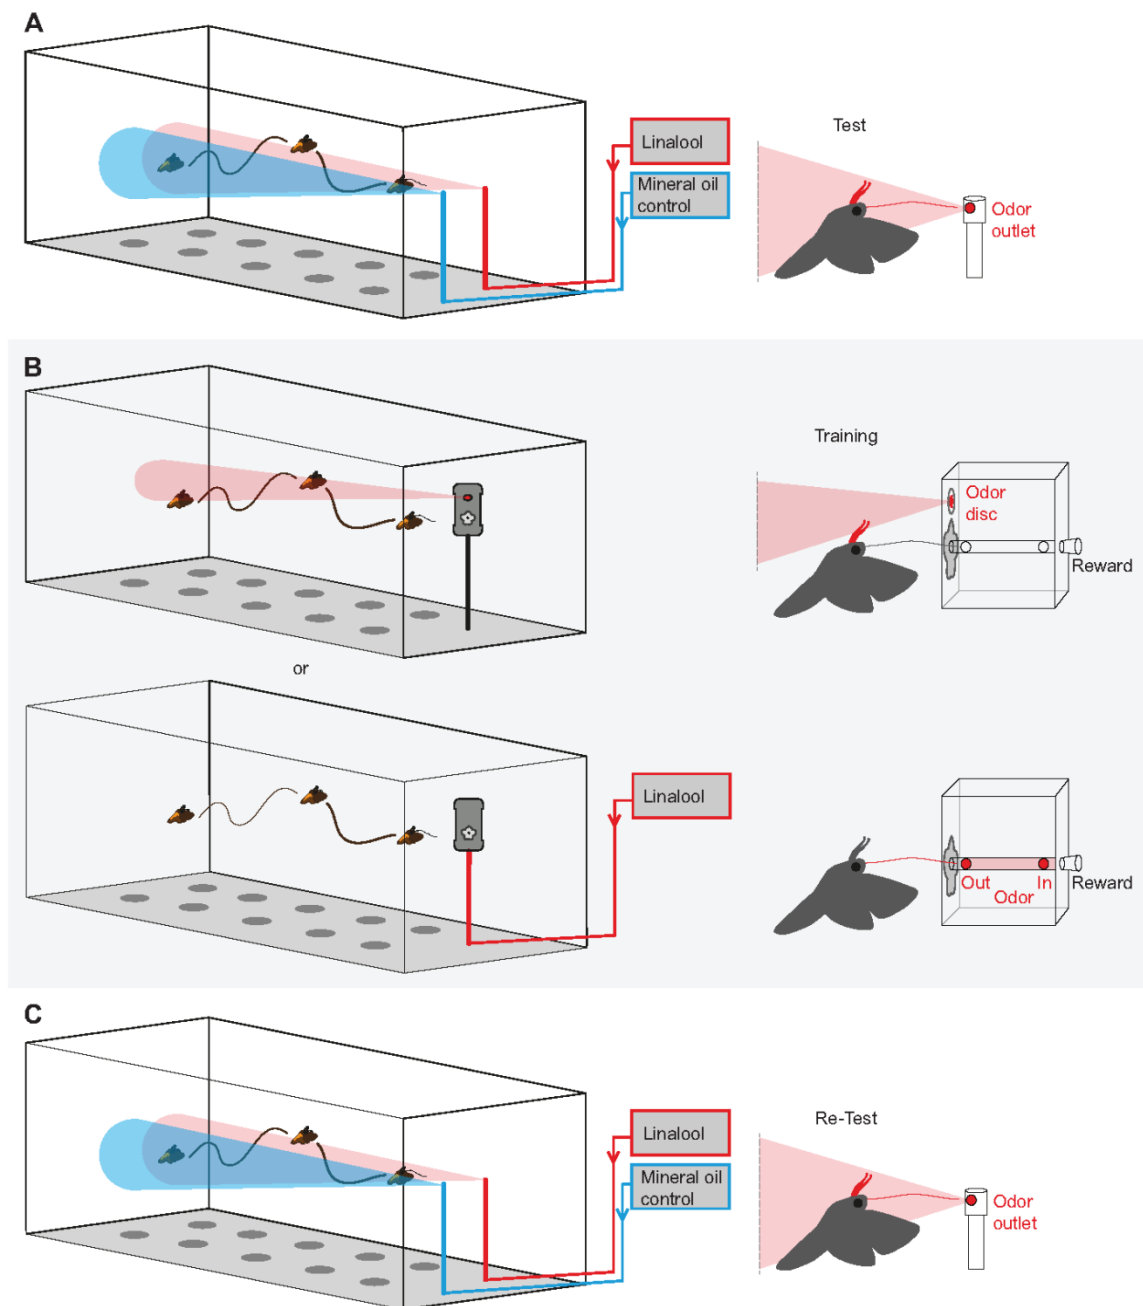 A
Linalool
Mineral oil
control
Test
Odor
outlet
B
Training
Odor
disc
Reward
or
Linalool
Out
In
Odor
Reward
C
Linalool
Mineral oil
control
Re-Test
Odor
outlet